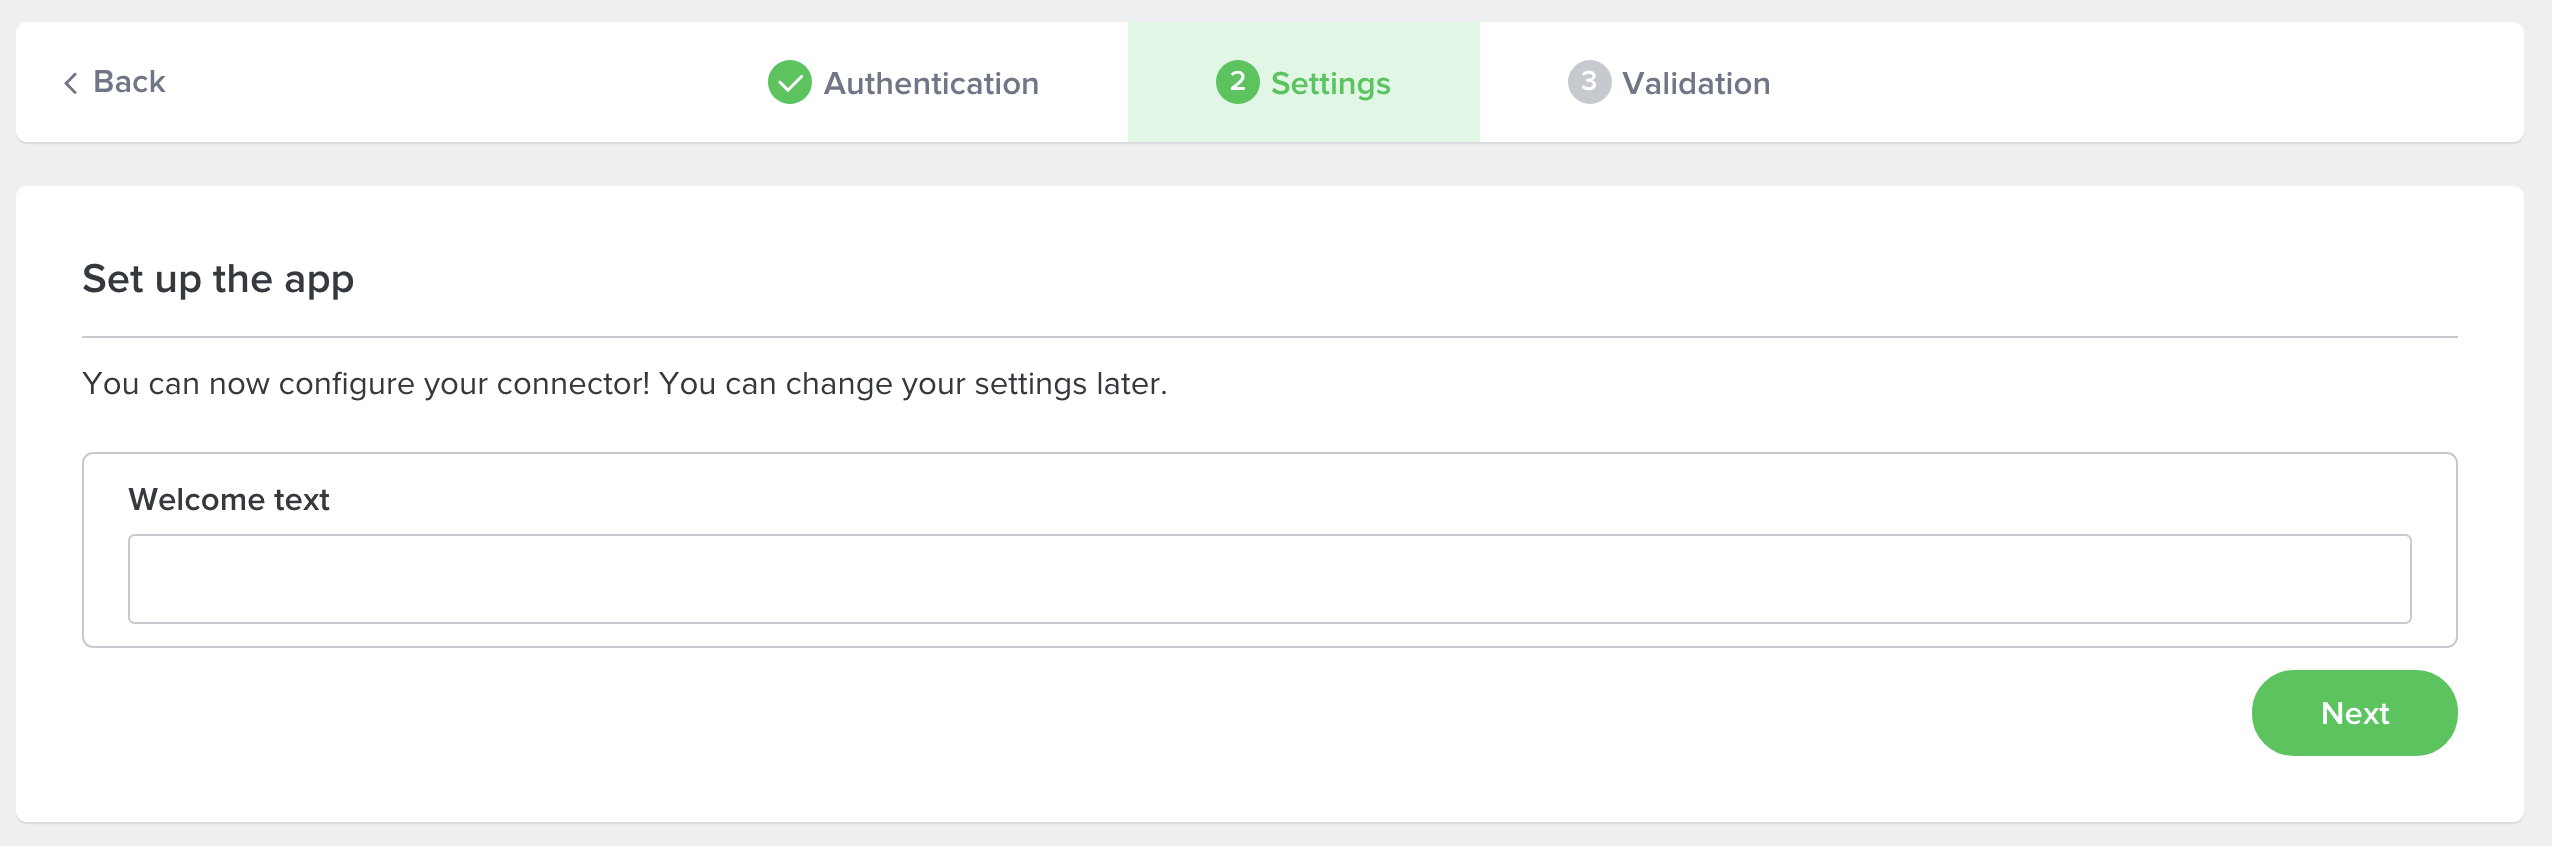 Back
Authentication
2 Settings
3 Validation
Set up the app
You can now configure your connector! You can change your settings later.
Welcome text
Next